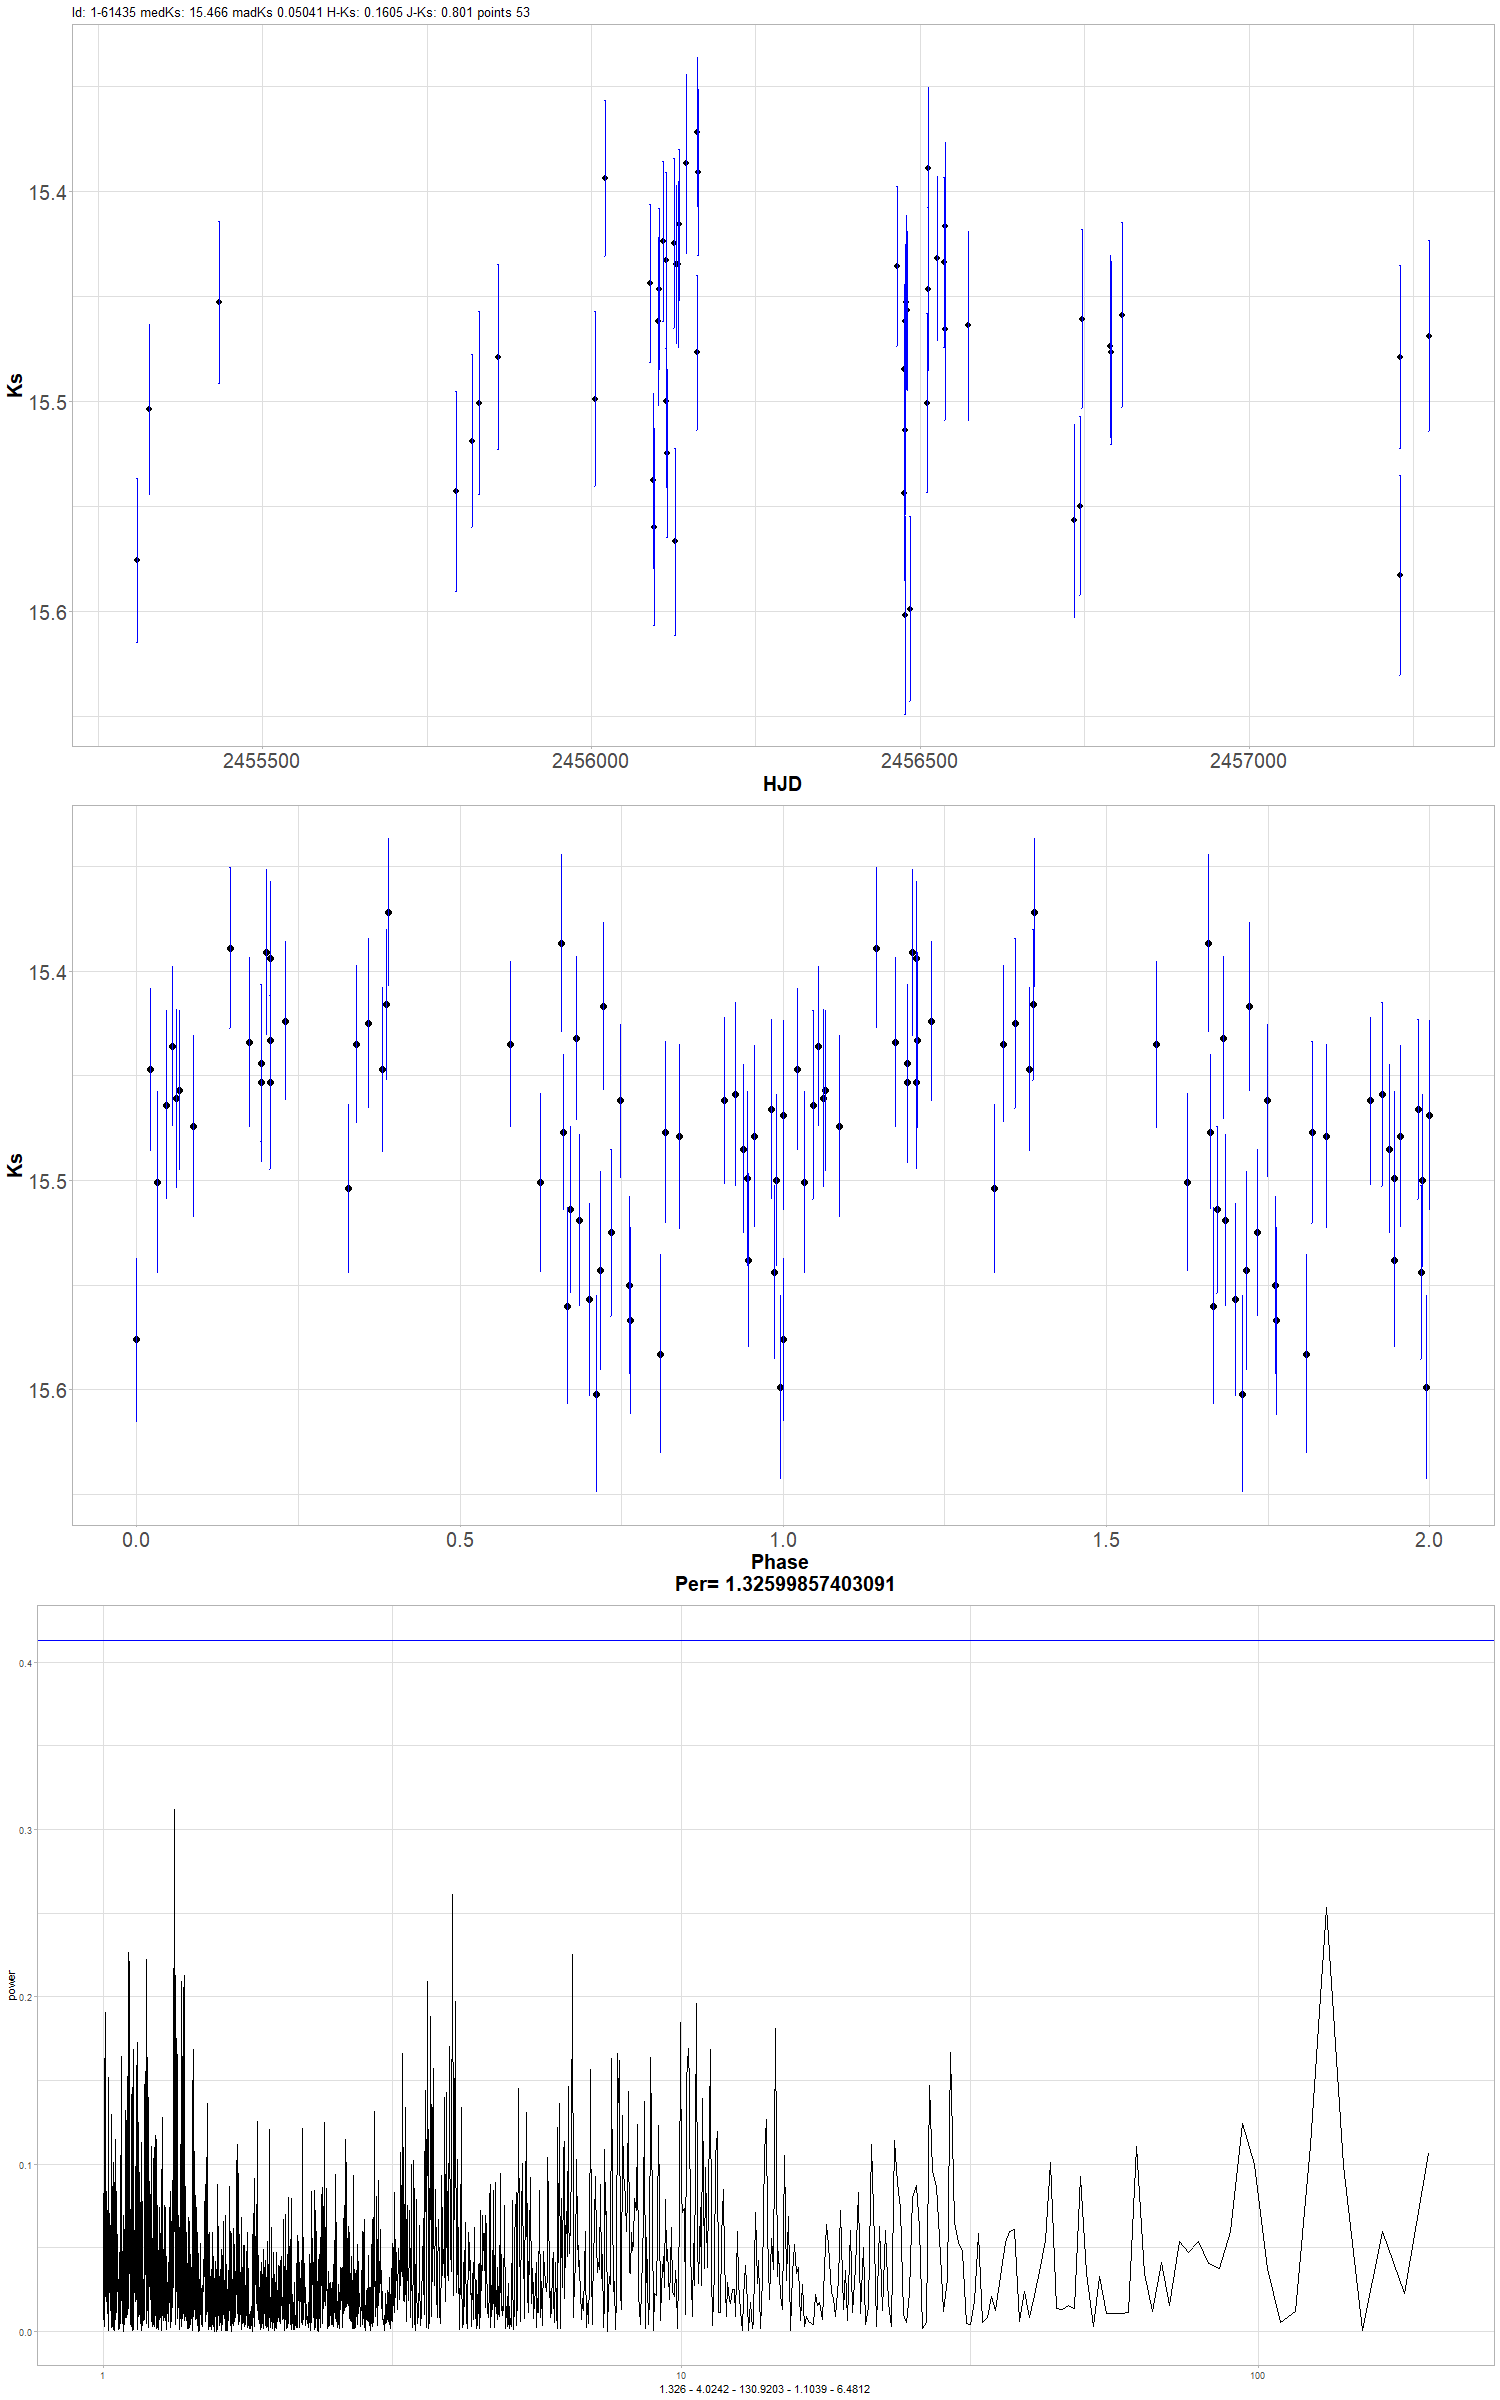 Id: 1-61435 medKs: 15.466 madKs 0.05041 H-Ks: 0.1605 J-Ks: 0.801 points 53
15.4
15.5
15.6
Ks
2455500 2456000 2456500 2457000
HJD
15.4
15.5
15.6
Ks
0.0 0.5 1.0 1.5 2.0
Phase
Per= 1.32599857403091
0.4
0.3
0.2
0.1
0.0
power
1 10 100
1.326 - 4.0242 - 130.9203 - 1.1039 - 6.4812